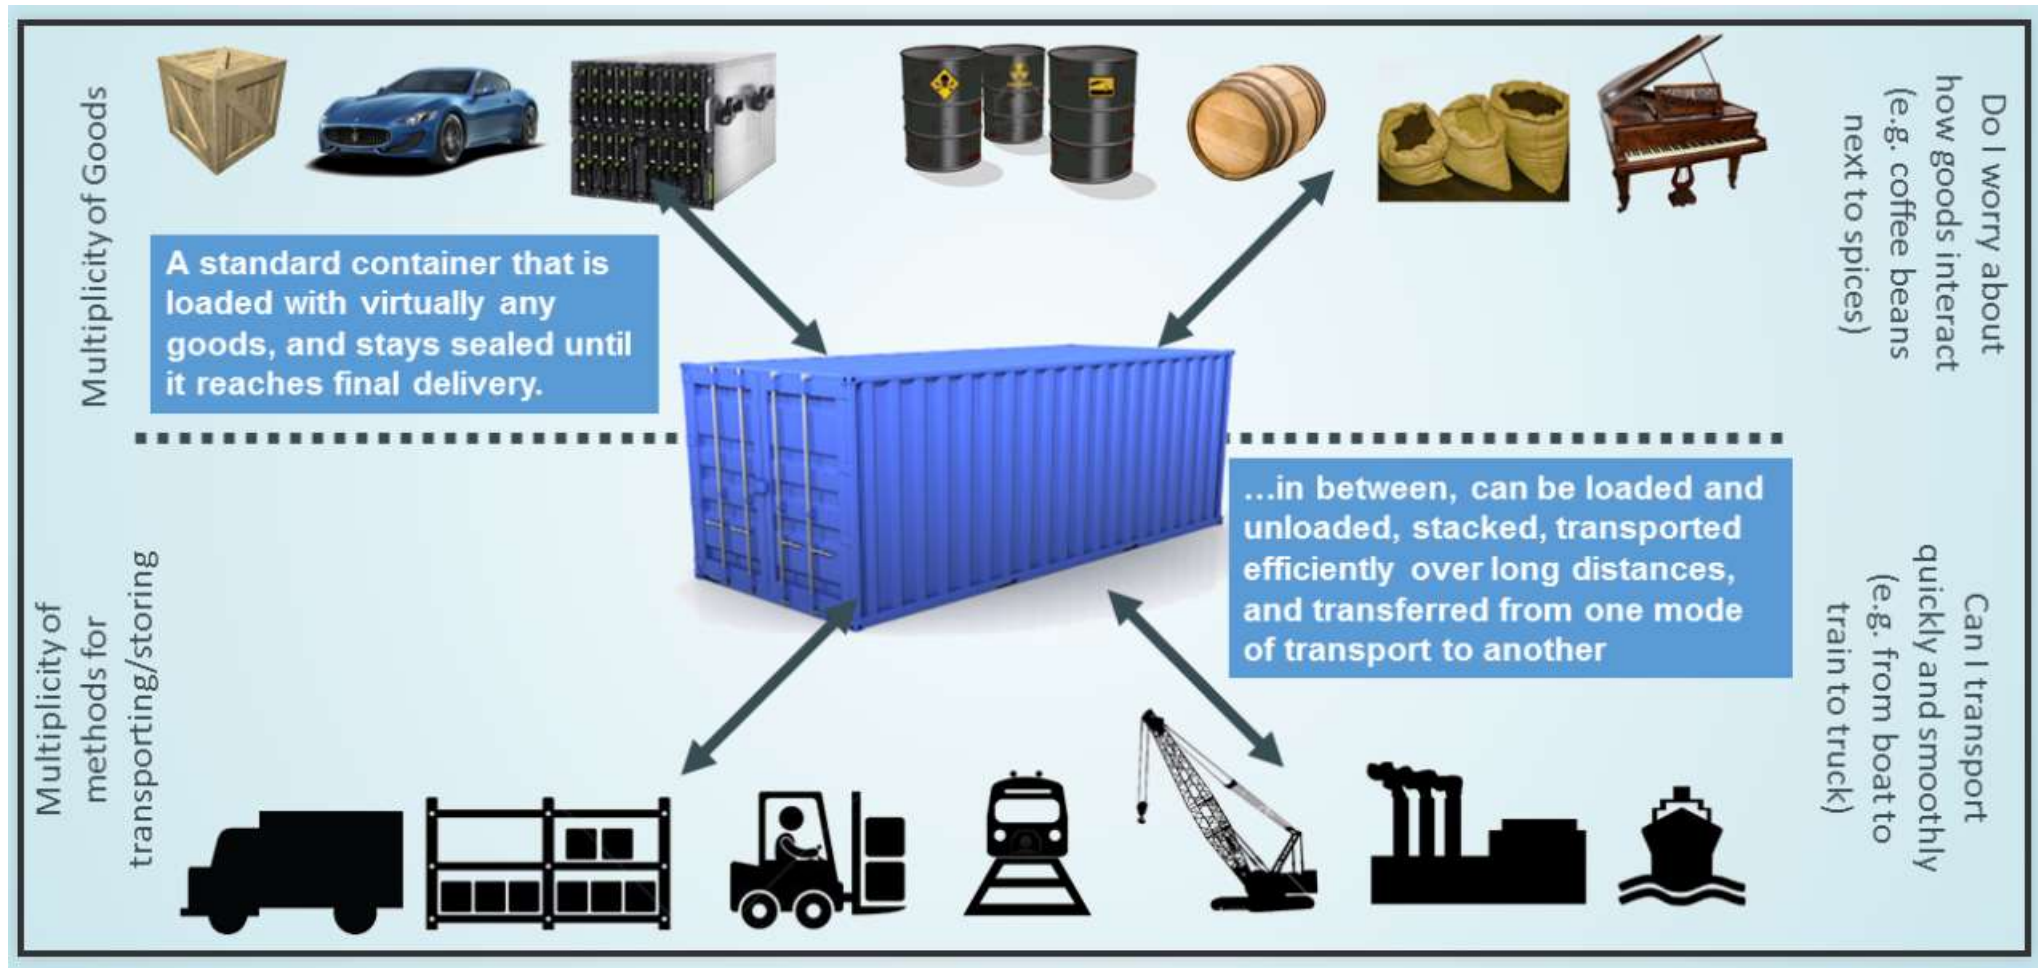 Multiplicity of Goods
A standard container that is
loaded with virtually any
goods, and stays sealed until
it reaches final delivery.
Do I worry about
how goods interact
(e.g. coffee beans
next to spices)
Multiplicity of
methods for
transporting/storing
…in between, can be loaded and
unloaded, stacked, transported
efficiently over long distances,
and transferred from one mode
of transport to another
Can I transport
quickly and smoothly
(e.g. from boat to
train to truck)